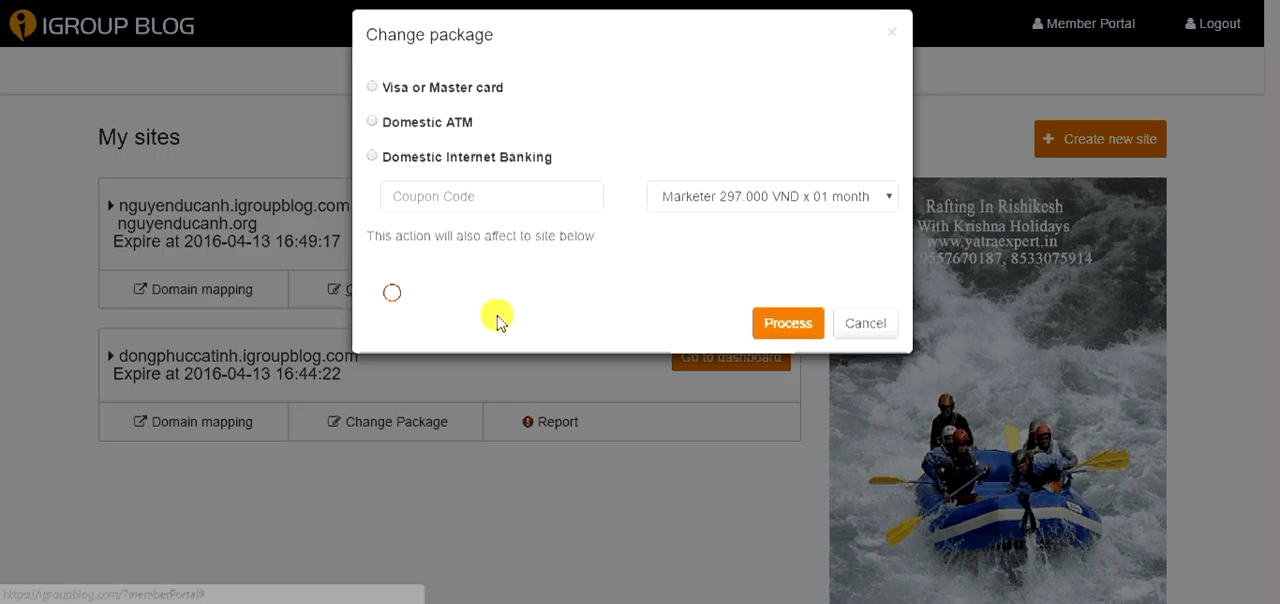 IGROUP BLOG
Member Portal
Logout
Change package
×
Visa or Master card
Domestic ATM
Domestic Internet Banking
Coupon Code
Marketer 297.000 VND x 01 month
This action will also affect to site below
Process
Cancel
My sites
+ Create new site
nguyenducanh.igroupblog.com
nguyenducanh.org
Expire at 2016-04-13 16:49:17
Domain mapping
dongphuccatinh.igroupblog.com
Go to dashboard
Expire at 2016-04-13 16:44:22
Domain mapping
Change Package
Report
Rafting In Rishikesh
With Krishna Holidays
www.yatraexpert.in
9557670187, 8533075914
https://igroupblog.com/?memberPortal#